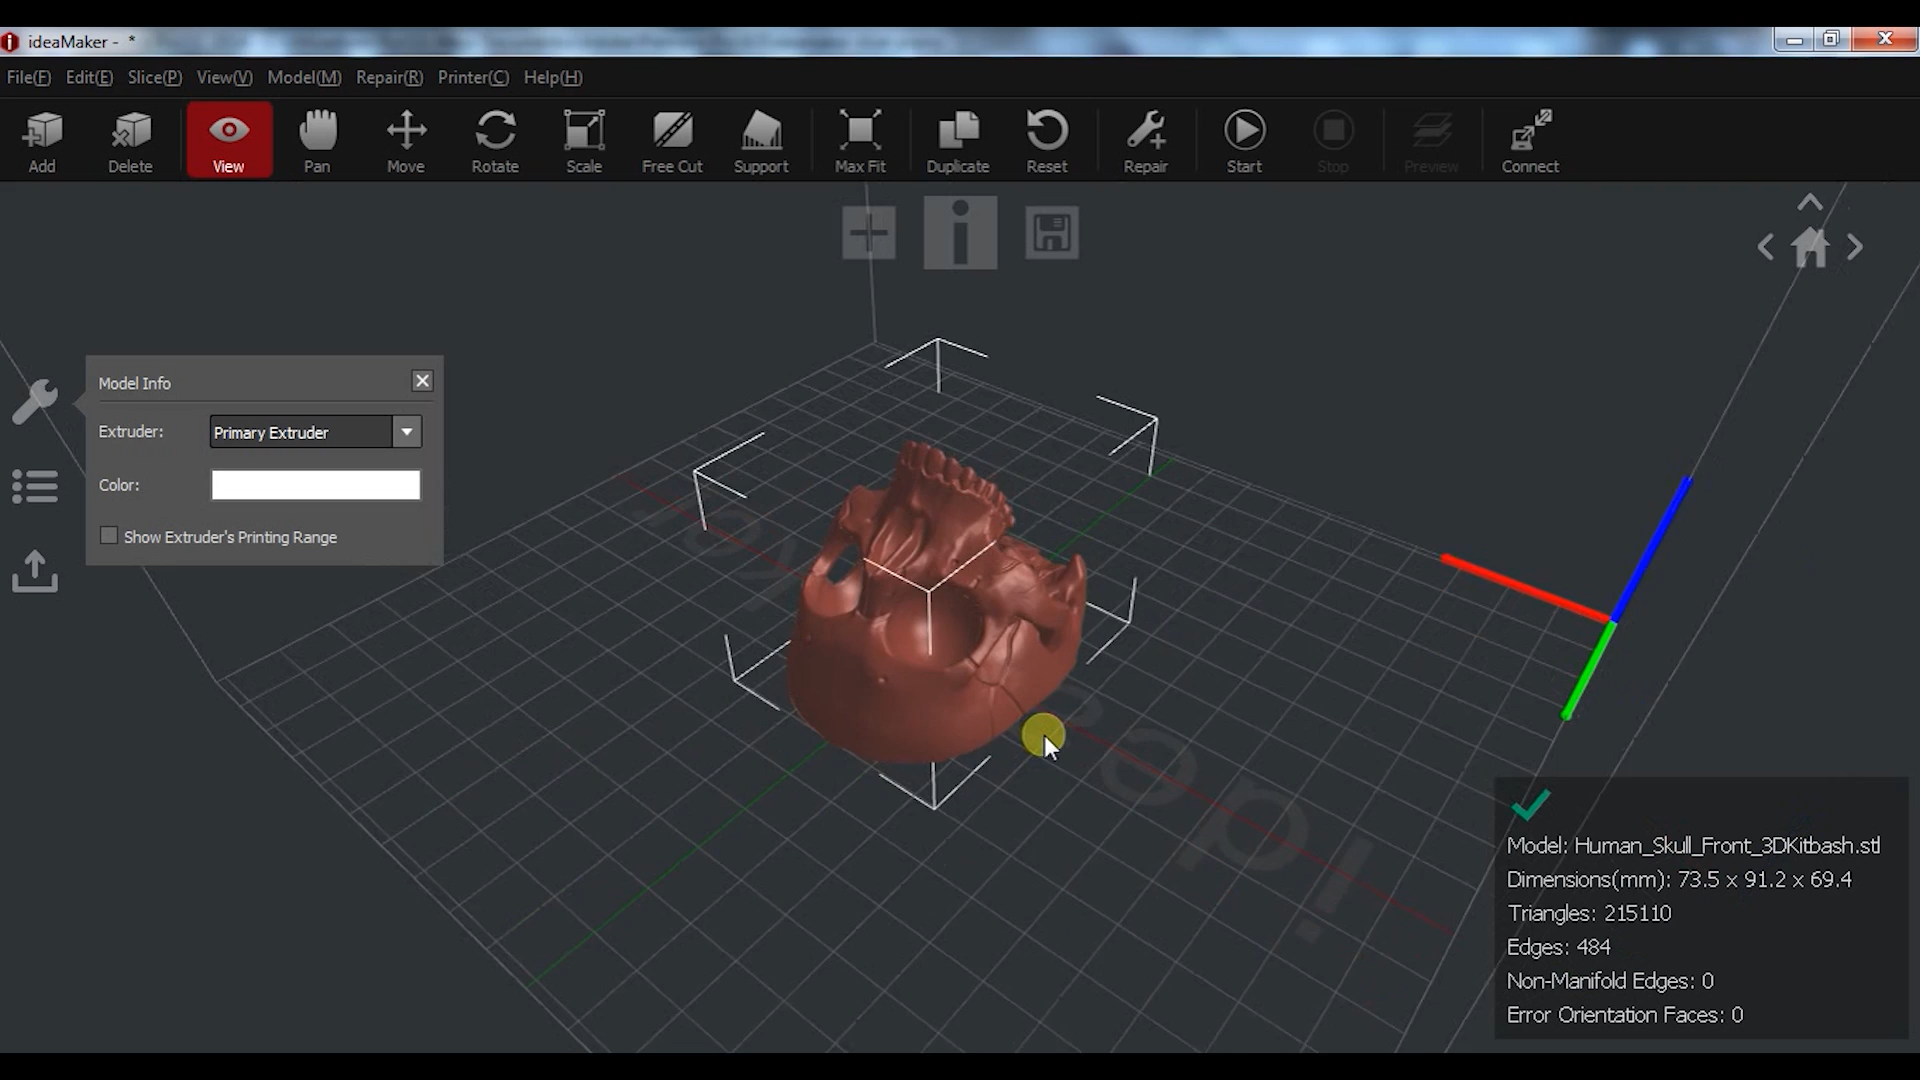 ideaMaker - *
File(F) Edit(E) Slice(P) View(V) Model(M) Repair(R) Printer(C) Help(H)
Add Delete View Pan Move Rotate Scale Free Cut Support Max Fit Duplicate Reset Repair Start Stop Preview Connect
Model Info
Extruder: Primary Extruder
Color:
Show Extruder's Printing Range
Model: Human_Skull_Front_3DKitbash.stl
Dimensions(mm): 73.5 x 91.2 x 69.4
Triangles: 215110
Edges: 484
Non-Manifold Edges: 0
Error Orientation Faces: 0